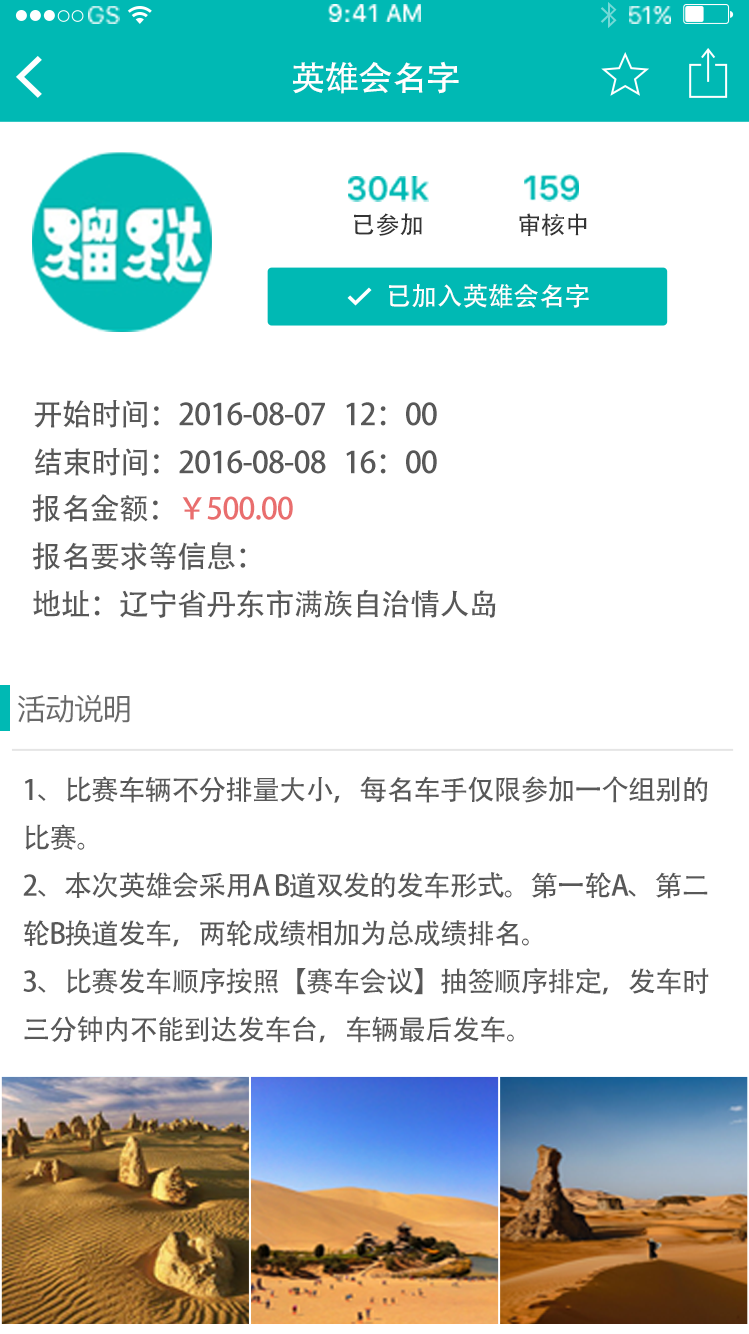 GS 9:41 AM 51%
英雄会名字
304k 159
已参加 审核中
已加入英雄会名字
开始时间：2016-08-07 12：00
结束时间：2016-08-08 16：00
报名金额：￥500.00
报名要求等信息：
地址：辽宁省丹东市满族自治情人岛
活动说明
1、比赛车辆不分排量大小，每名车手仅限参加一个组别的
比赛。
2、本次英雄会采用A B道双发的发车形式。第一轮A、第二
轮B换道发车，两轮成绩相加为总成绩排名。
3、比赛发车顺序按照【赛车会议】抽签顺序排定，发车时
三分钟内不能到达发车台，车辆最后发车。